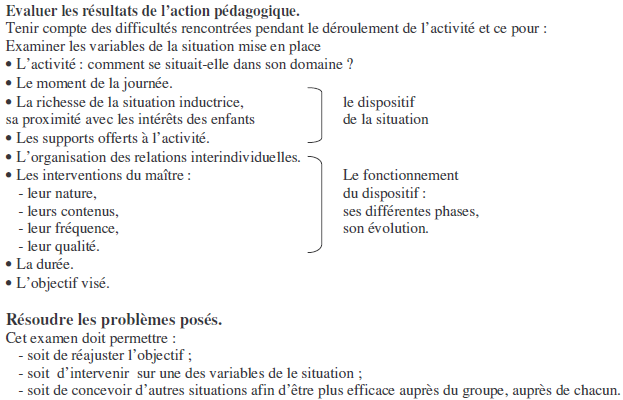 Evaluer les résultats de l'action pédagogique.
Tenir compte des difficultés rencontrées pendant le déroulement de l'activité et ce pour :
Examiner les variables de la situation mise en place
• L'activité : comment se situait-elle dans son domaine ?
• Le moment de la journée.
• La richesse de la situation inductrice,
sa proximité avec les intérêts des enfants
• Les supports offerts à l'activité.
le dispositif
de la situation
• L'organisation des relations interindividuelles.
• Les interventions du maître :
- leur nature,
- leurs contenus,
- leur fréquence,
- leur qualité.
Le fonctionnement
du dispositif :
ses différentes phases,
son évolution.
• La durée.
• L'objectif visé.
Résoudre les problèmes posés.
Cet examen doit permettre :
- soit de réajuster l'objectif ;
- soit d'intervenir sur une des variables de le situation ;
- soit de concevoir d'autres situations afin d'être plus efficace auprès du groupe, auprès de chacun.